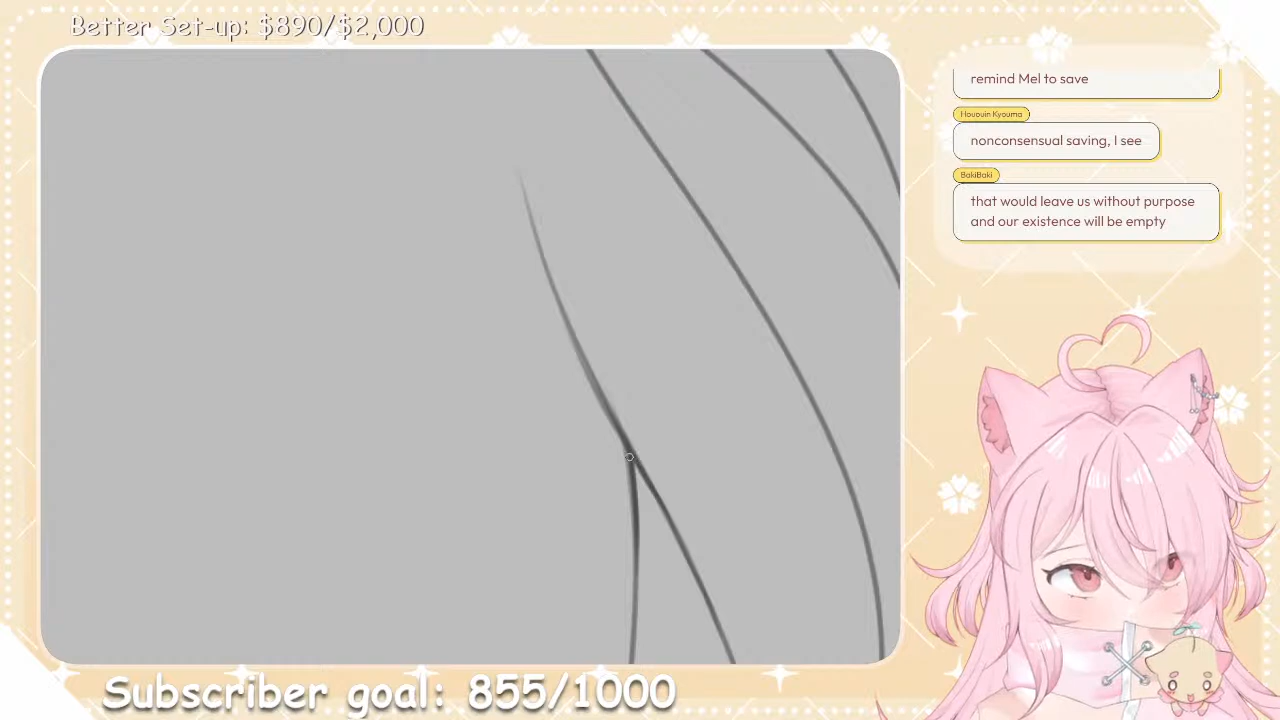 Better Set-up: $890/$2,000
remind Mel to save
Hououin Kyouma
nonconsensual saving, I see
BakiBaki
that would leave us without purpose
and our existence will be empty
Subscriber goal: 855/1000